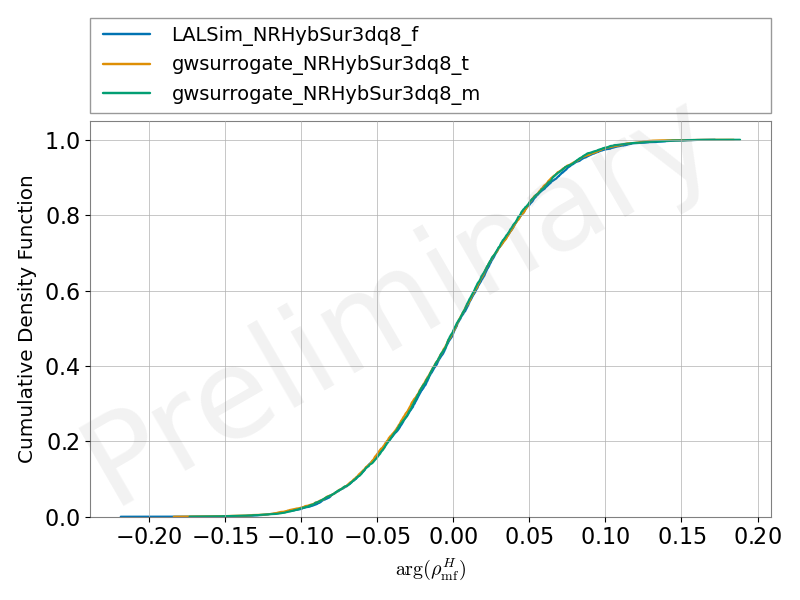 LALSim_NRHybSur3dq8_f
gwsurrogate_NRHybSur3dq8_t
gwsurrogate_NRHybSur3dq8_m
Preliminary
Cumulative Density Function
1.0
0.8
0.6
0.4
0.2
0.0
−0.20 −0.15 −0.10 −0.05 0.00 0.05 0.10 0.15 0.20
arg(ρ_mf^H)